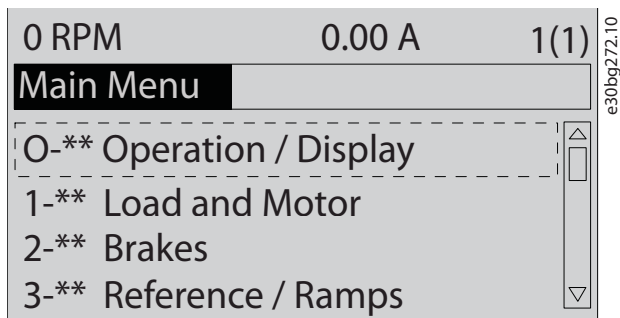 0 RPM 0.00 A 1(1)
Main Menu
O-** Operation / Display
1-** Load and Motor
2-** Brakes
3-** Reference / Ramps
e30bg272.10